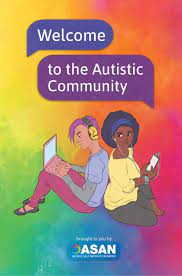 Welcome
to the Autistic
Community
brought to you by
ASAN